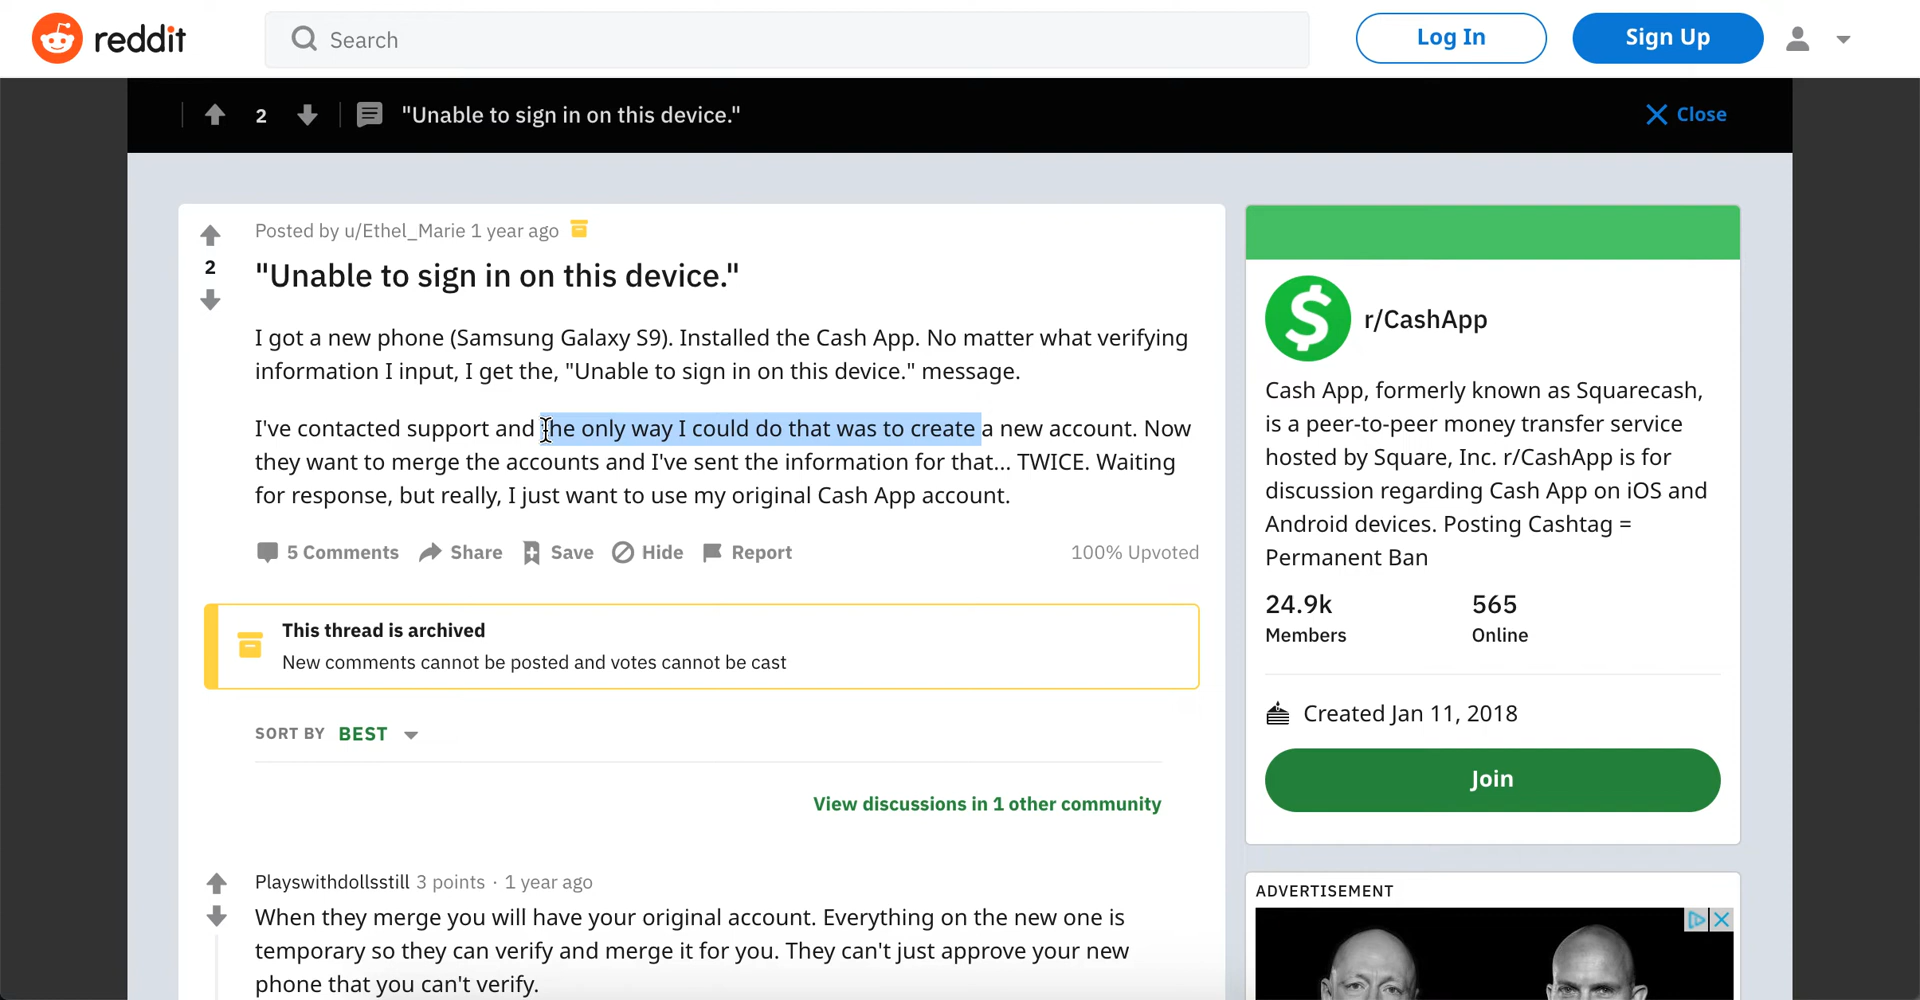 reddit
Search
Log In
Sign Up
2
"Unable to sign in on this device."
Close
Posted by u/Ethel_Marie 1 year ago
2
"Unable to sign in on this device."
I got a new phone (Samsung Galaxy S9). Installed the Cash App. No matter what verifying
information I input, I get the, "Unable to sign in on this device." message.
I've contacted support and the only way I could do that was to create a new account. Now
they want to merge the accounts and I've sent the information for that... TWICE. Waiting
for response, but really, I just want to use my original Cash App account.
5 Comments
Share
Save
Hide
Report
100% Upvoted
This thread is archived
New comments cannot be posted and votes cannot be cast
SORT BY BEST
View discussions in 1 other community
Playswithdollsstill 3 points · 1 year ago
When they merge you will have your original account. Everything on the new one is
temporary so they can verify and merge it for you. They can't just approve your new
phone that you can't verify.
$
r/CashApp
Cash App, formerly known as Squarecash,
is a peer-to-peer money transfer service
hosted by Square, Inc. r/CashApp is for
discussion regarding Cash App on iOS and
Android devices. Posting Cashtag =
Permanent Ban
24.9k
Members
565
Online
Created Jan 11, 2018
Join
ADVERTISEMENT